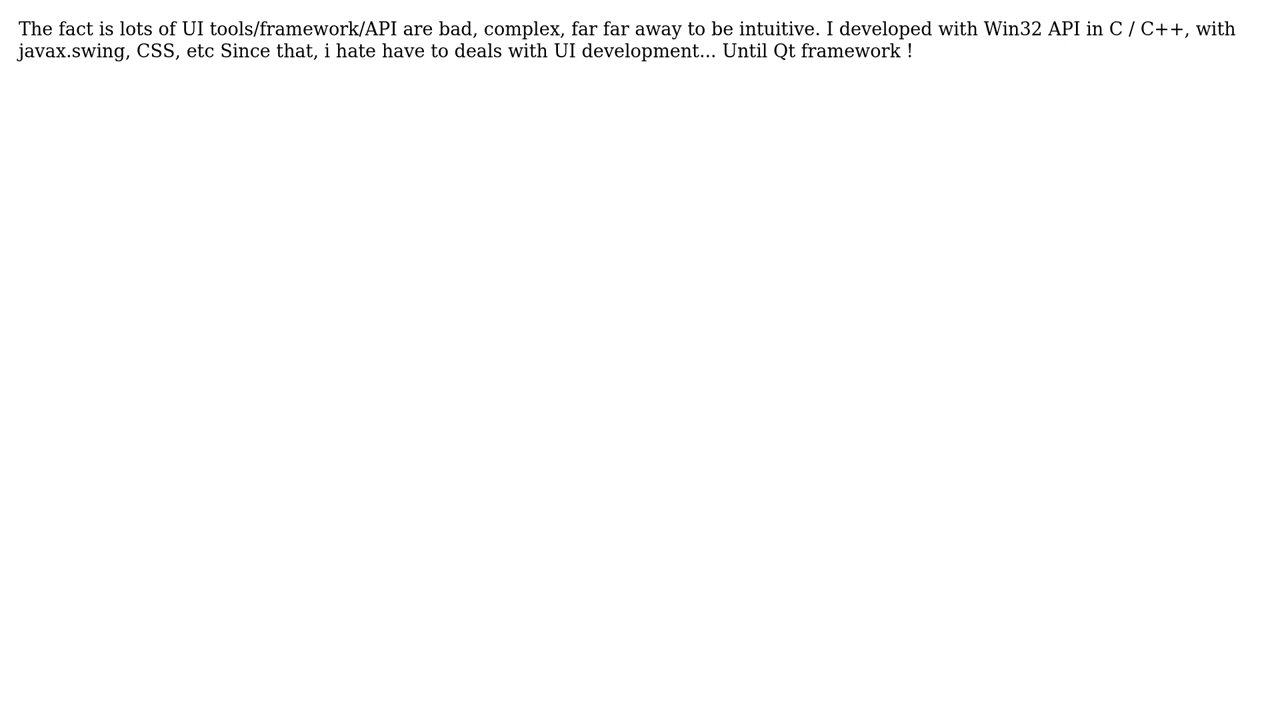 The fact is lots of UI tools/framework/API are bad, complex, far far away to be intuitive. I developed with Win32 API in C / C++, with
javax.swing, CSS, etc Since that, i hate have to deals with UI development... Until Qt framework !